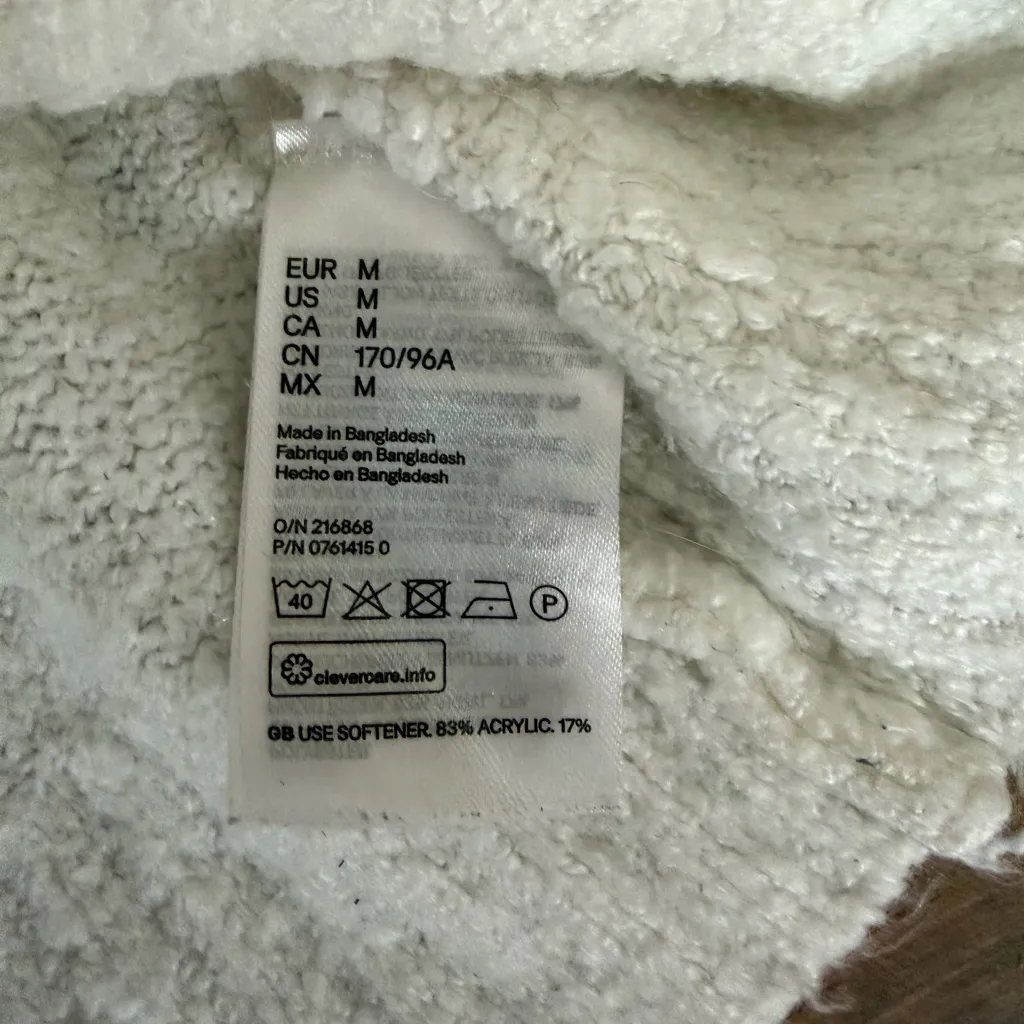 EUR M
US M
CA M
CN 170/96A
MX M
Made in Bangladesh
Fabriqué en Bangladesh
Hecho en Bangladesh
O/N 216868
P/N 0761415 0
40
P
clevercare.info
GB USE SOFTENER. 83% ACRYLIC. 17%